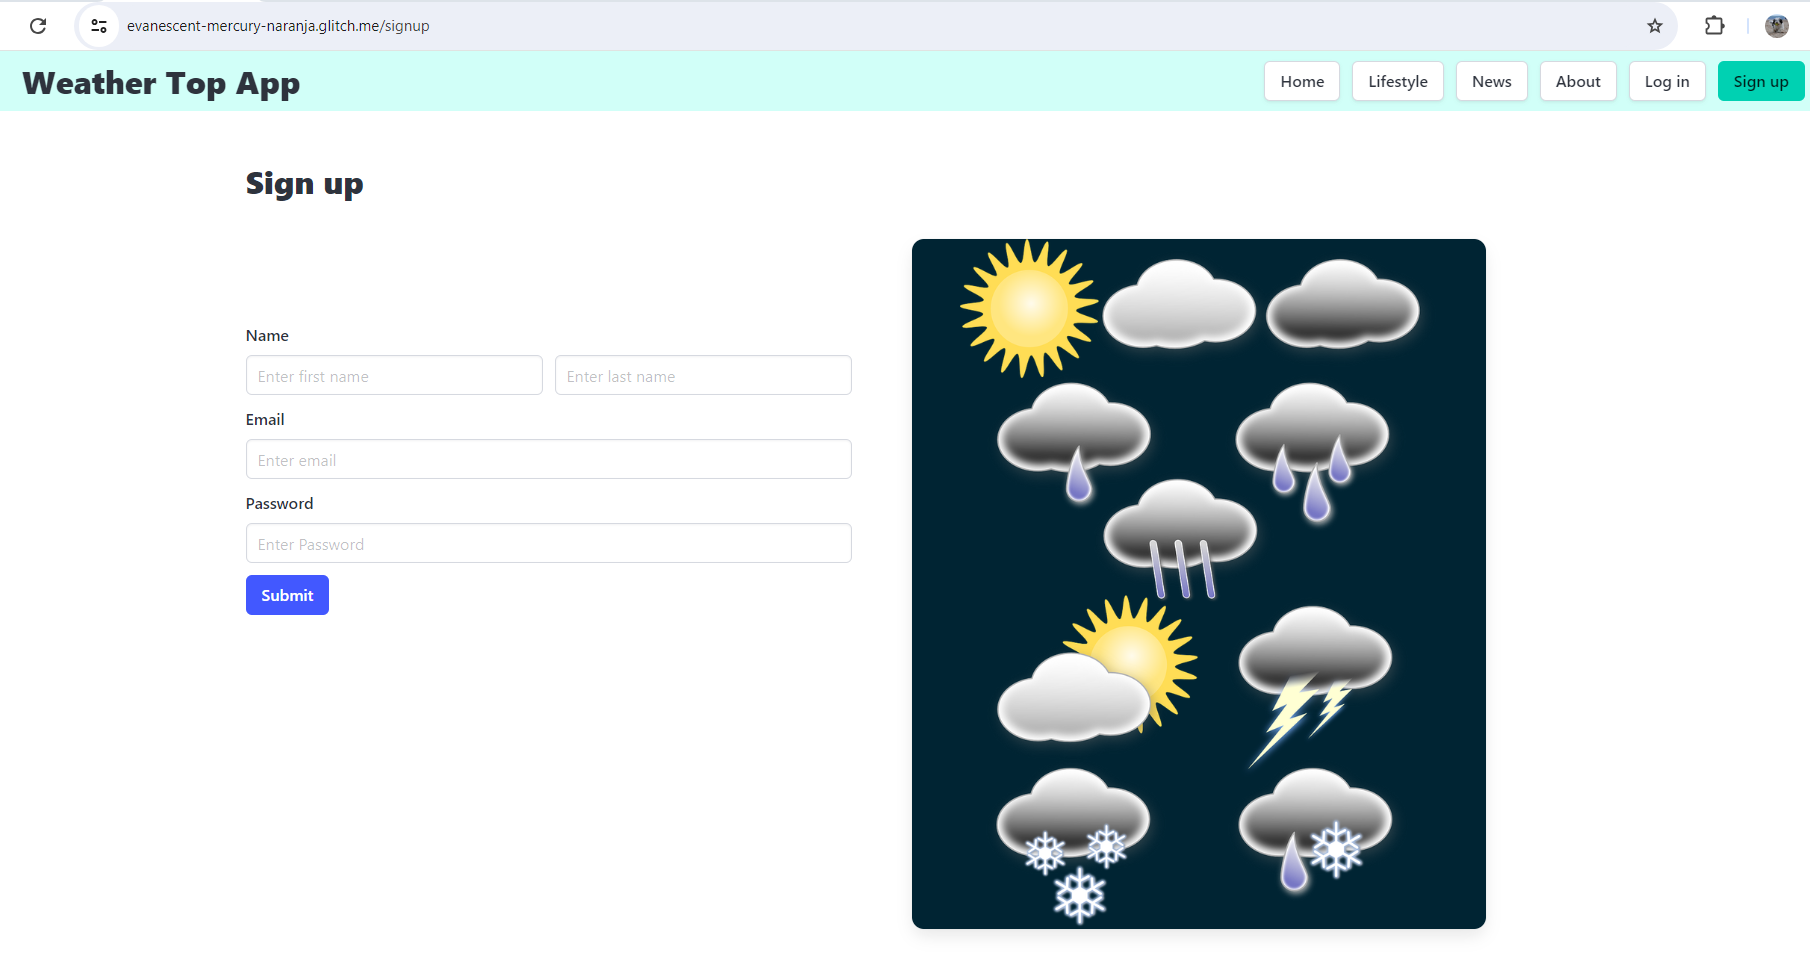 evanescent-mercury-naranja.glitch.me/signup
Weather Top App
Home
Lifestyle
News
About
Log in
Sign up
Sign up
Name
Enter first name
Enter last name
Email
Enter email
Password
Enter Password
Submit